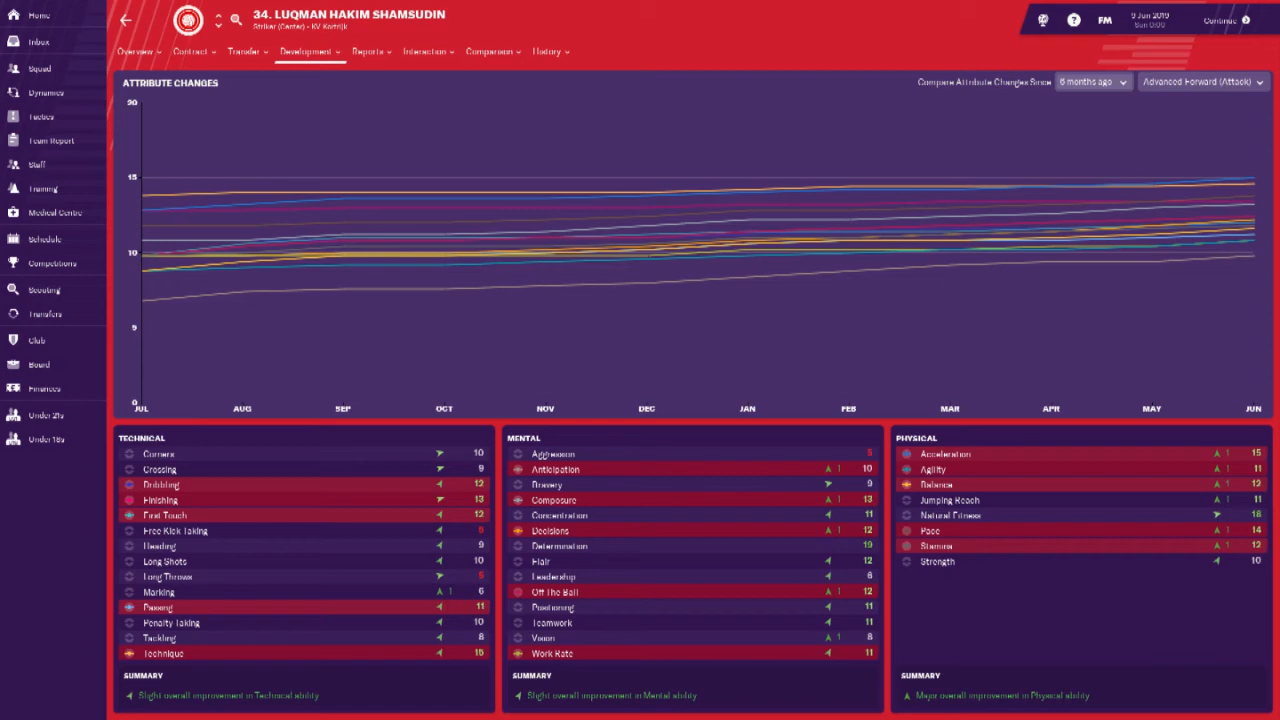 34. LUQMAN HAKIM SHAMSUDIN
Striker (Center) - KV Kortrijk
FM
9 Jun 2019
Sun 0:00
Continue
Home
Inbox
Squad
Dynamics
Tactics
Team Report
Staff
Training
Medical Centre
Schedule
Competitions
Scouting
Transfers
Club
Board
Finances
Under 21s
Under 18s
Overview Contract Transfer Development Reports Interaction Comparison History
ATTRIBUTE CHANGES
Compare Attribute Changes Since 6 months ago Advanced Forward (Attack)
20
15
10
5
0
JUL AUG SEP OCT NOV DEC JAN FEB MAR APR MAY JUN
TECHNICAL
Corners 10
Crossing 9
Dribbling 12
Finishing 13
First Touch 12
Free Kick Taking 5
Heading 9
Long Shots 10
Long Throws 5
Marking 1 6
Passing 11
Penalty Taking 10
Tackling 8
Technique 15
SUMMARY
Slight overall improvement in Technical ability
MENTAL
Aggression 5
Anticipation 1 10
Bravery 9
Composure 1 13
Concentration 11
Decisions 1 12
Determination 19
Flair 12
Leadership 6
Off The Ball 1 12
Positioning 11
Teamwork 11
Vision 1 8
Work Rate 11
SUMMARY
Slight overall improvement in Mental ability
PHYSICAL
Acceleration 1 15
Agility 1 11
Balance 1 12
Jumping Reach 1 11
Natural Fitness 18
Pace 1 14
Stamina 1 12
Strength 10
SUMMARY
Major overall improvement in Physical ability